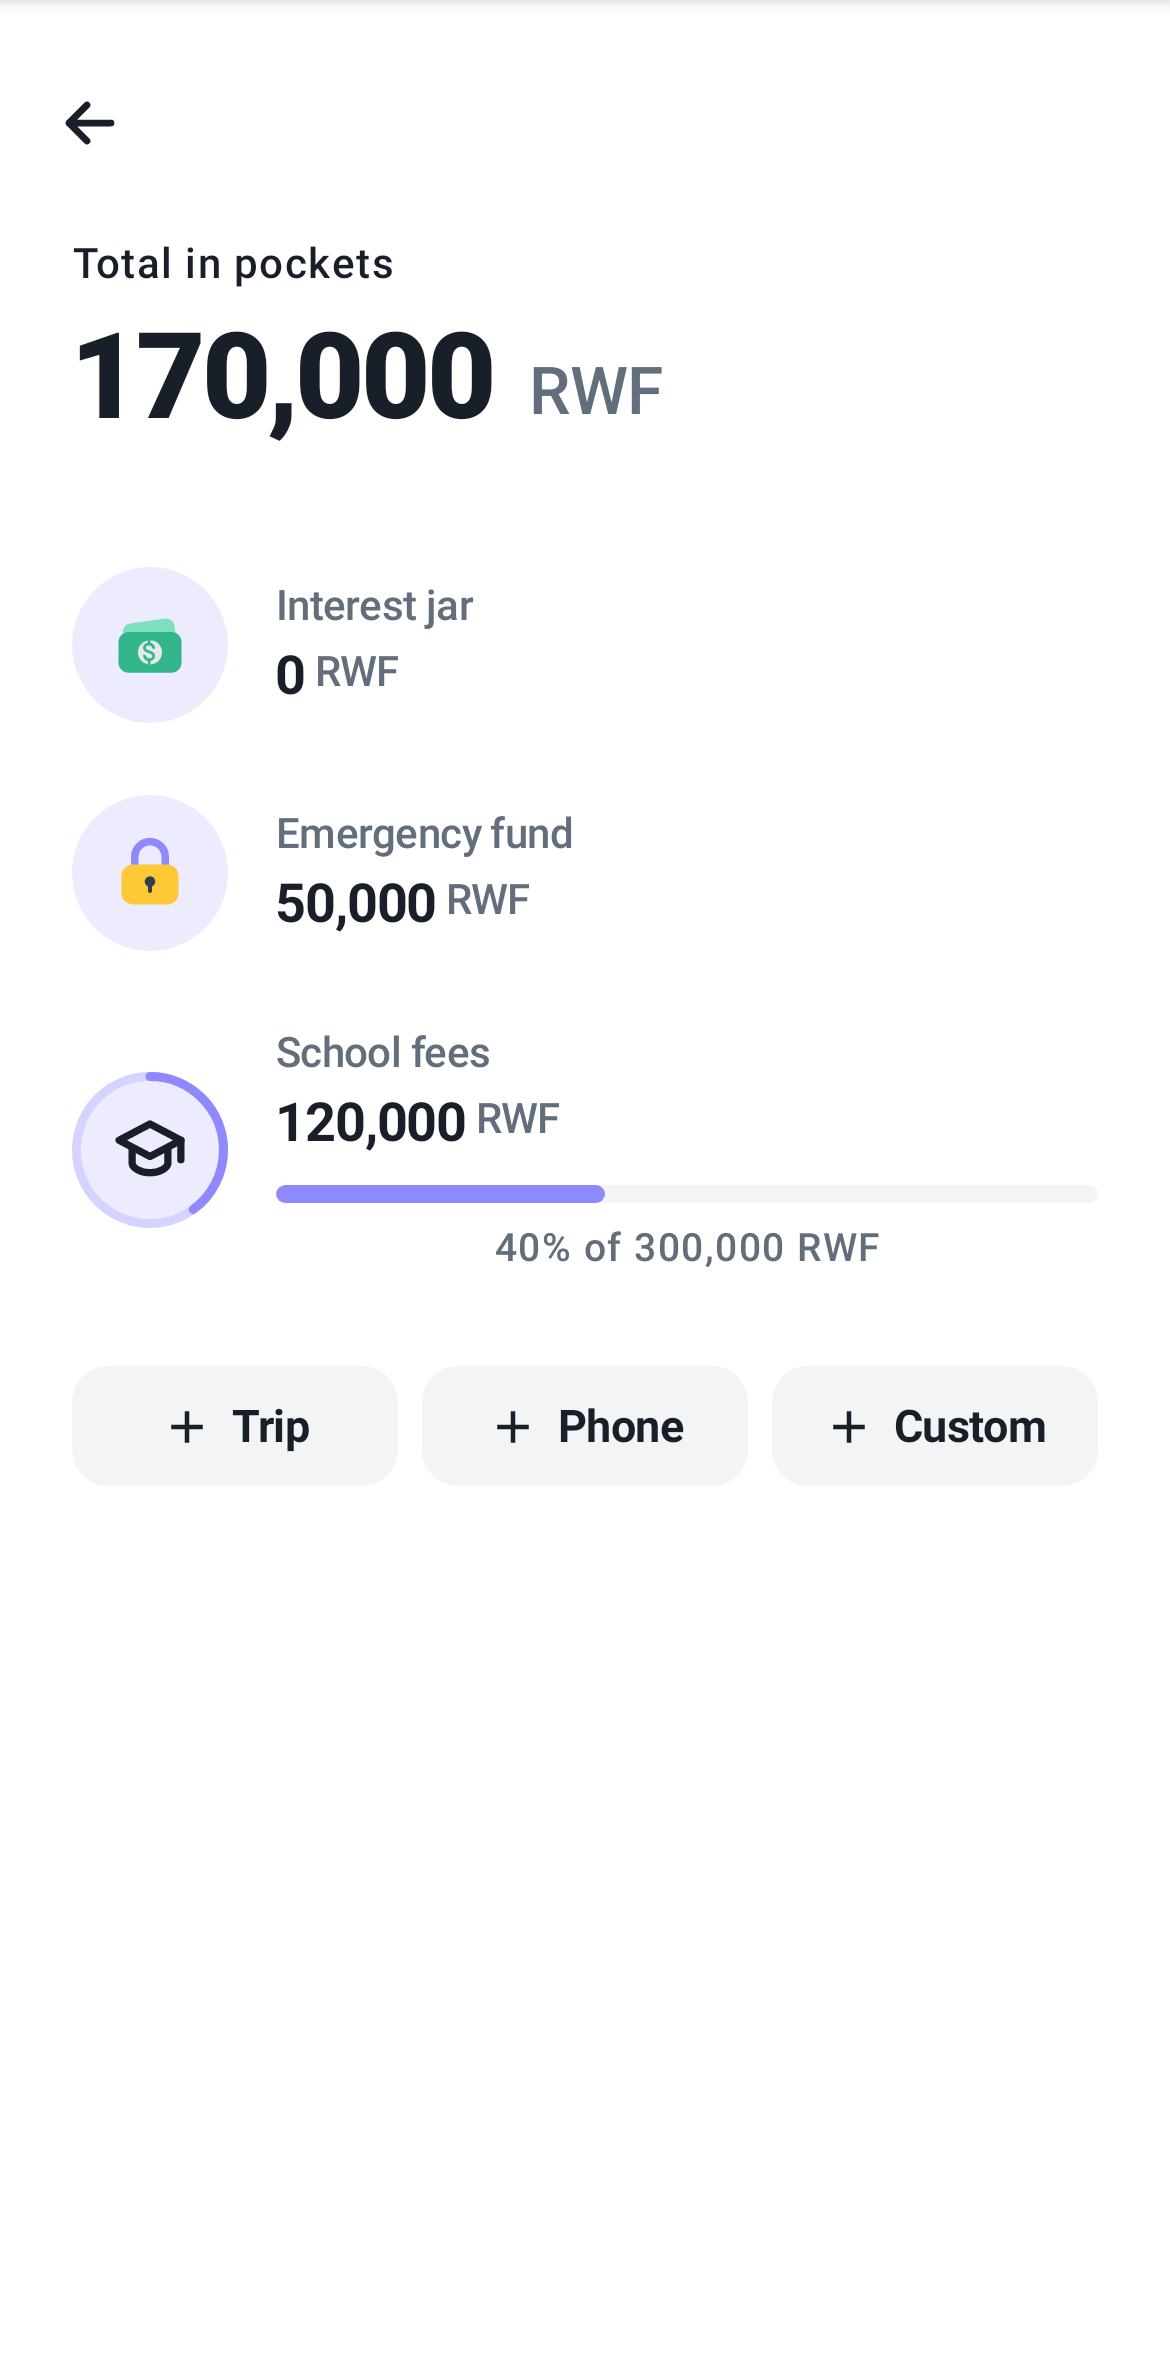 Total in pockets
170,000 RWF
Interest jar
0 RWF
Emergency fund
50,000 RWF
School fees
120,000 RWF
40% of 300,000 RWF
+ Trip
+ Phone
+ Custom